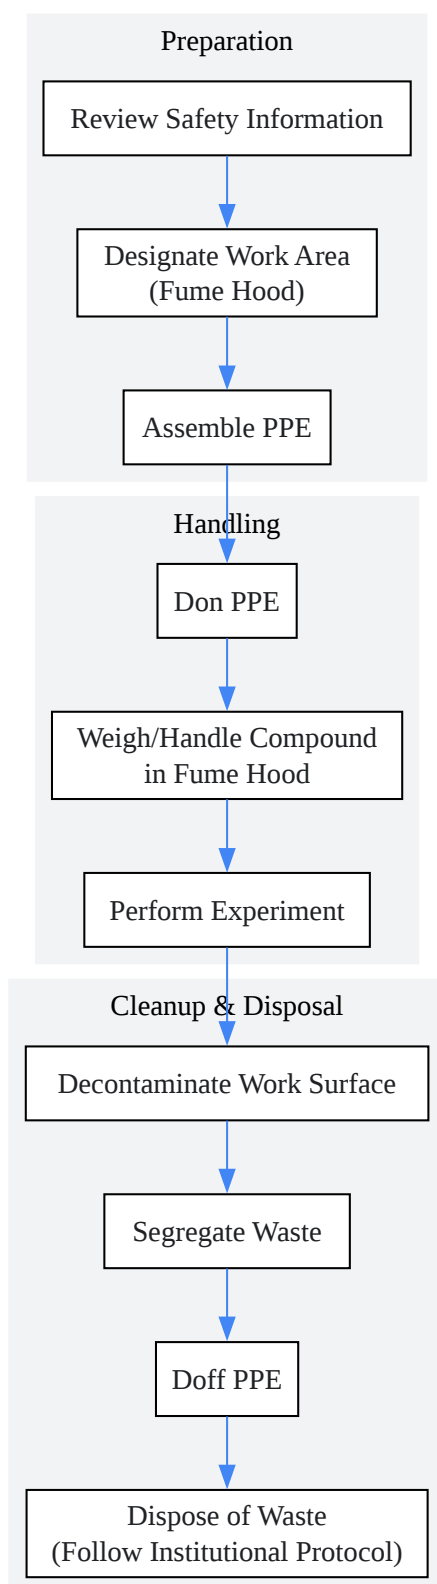 Preparation
Review Safety Information
Designate Work Area
(Fume Hood)
Assemble PPE
Handling
Don PPE
Weigh/Handle Compound
in Fume Hood
Perform Experiment
Cleanup & Disposal
Decontaminate Work Surface
Segregate Waste
Doff PPE
Dispose of Waste
(Follow Institutional Protocol)